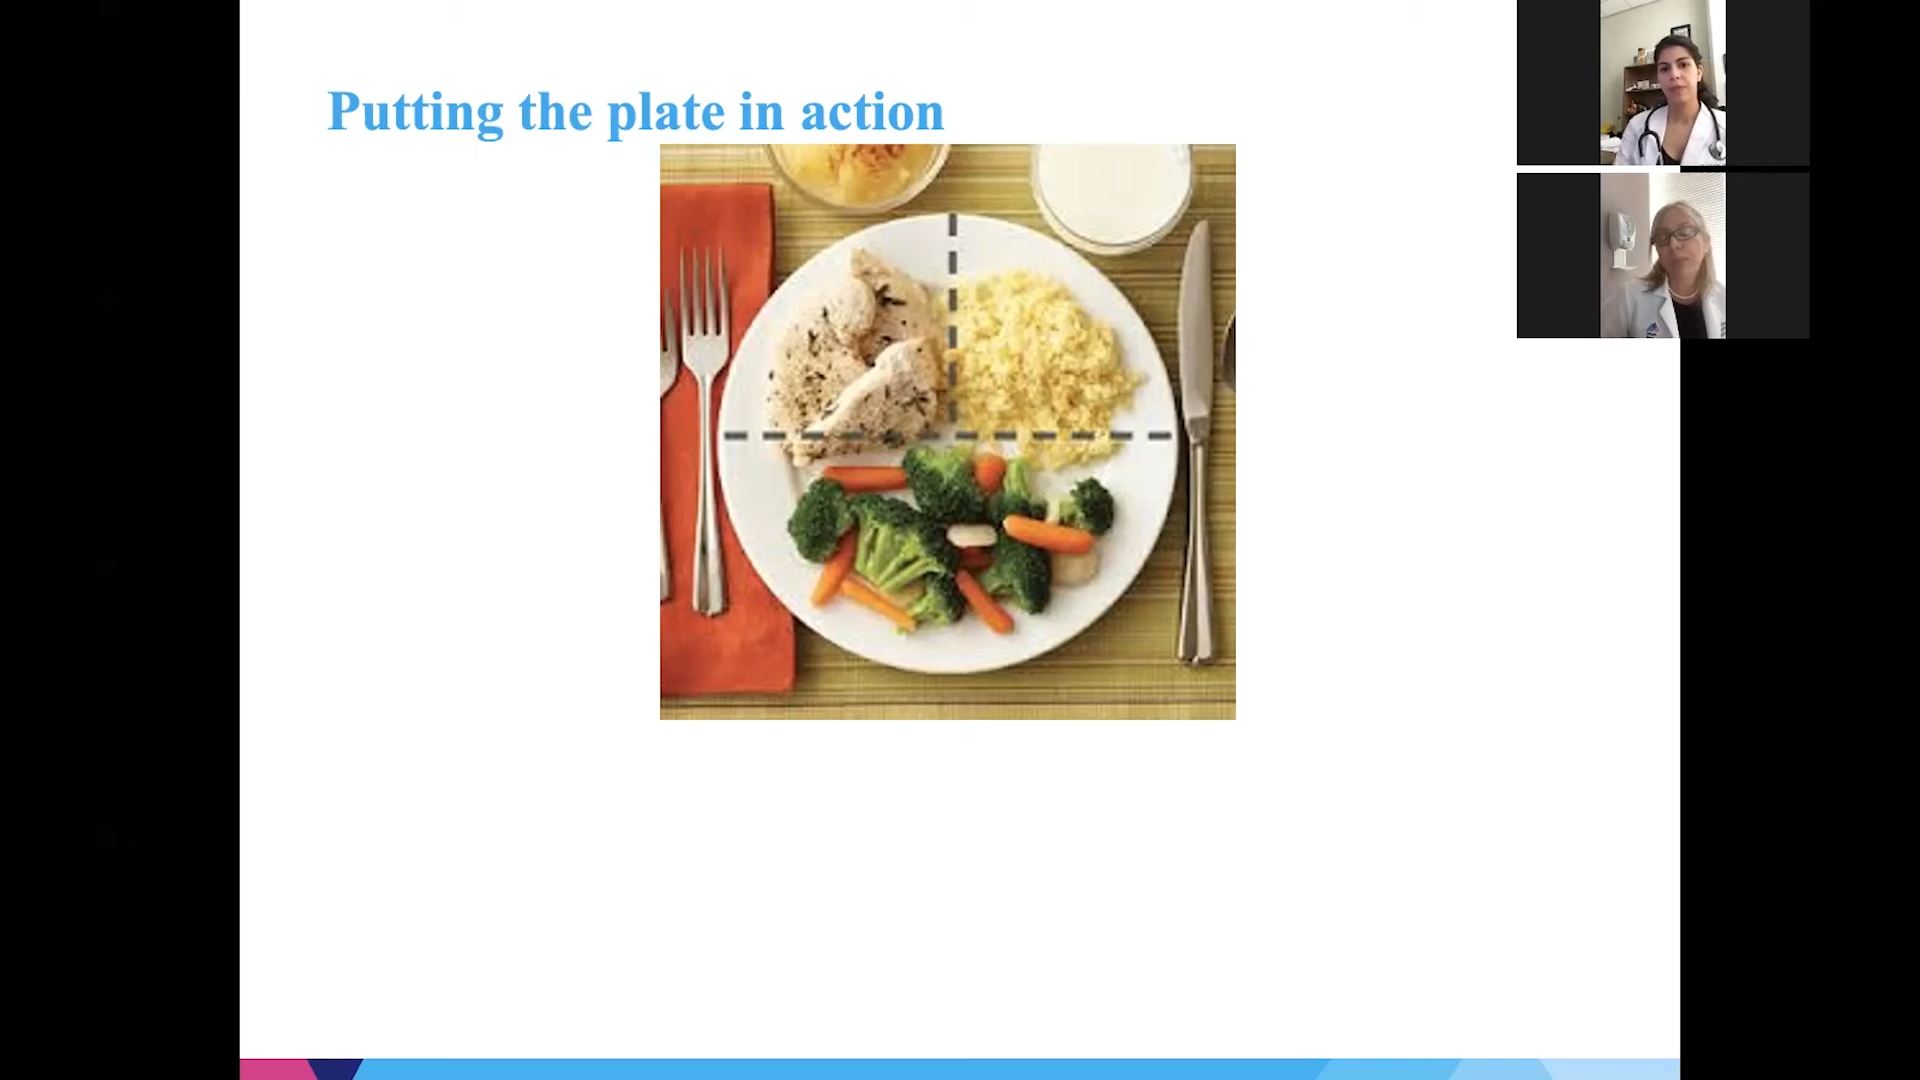 Putting the plate in action